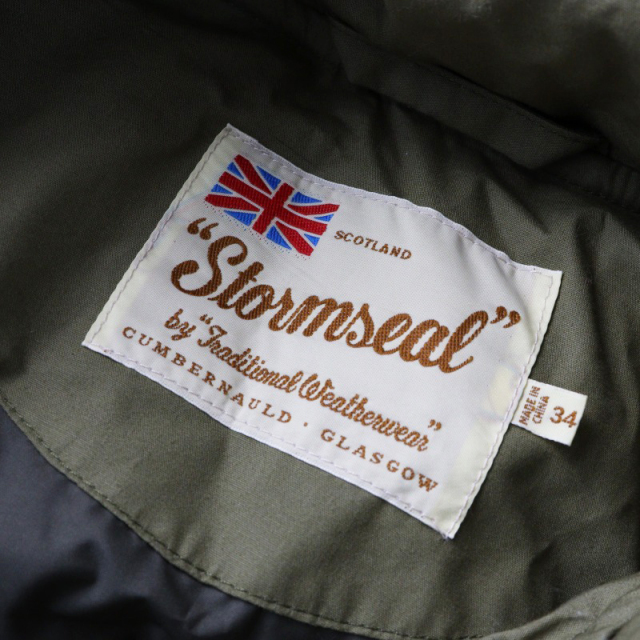 SCOTLAND
"Stormseal"
by "Traditional Weatherwear"
CUMBERNAULD · GLASGOW
MADE IN
CHINA
34